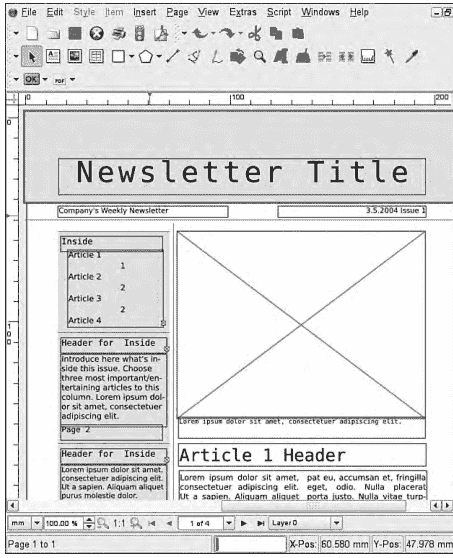 File Edit Style Item Insert Page View Extras Script Windows Help
OK PDF
0 100 200
0
Newsletter Title
Company's Weekly Newsletter
3.5.2004 Issue 1
Inside
Article 1
1
Article 2
2
Article 3
2
Article 4
Header for Inside
Introduce here what's in-
side this issue. Choose
three most important/en-
tertaining articles to this
column. Lorem ipsum dol-
or sit amet, consectetuer
adipiscing elit.
Page 2
Header for Inside
Lorem ipsum dolor sit amet,
consectetuer adipiscing elit.
Ut a sapien. Aliquam aliquet
purus molestie dolor.
100
Lorem ipsum dolor sit amet, consectetuer adipiscing elit.
Article 1 Header
Lorem ipsum dolor sit amet,
consectetuer adipiscing elit.
Ut a sapien. Aliquam aliquet
pat eu, accumsan et, fringilla
eget, odio. Nulla placerat
porta justo. Nulla vitae turp-
mm 100.00 % 1:1 1 of 4 Layer 0
Page 1 to 1 X-Pos: 60.580 mm Y-Pos: 47.978 mm